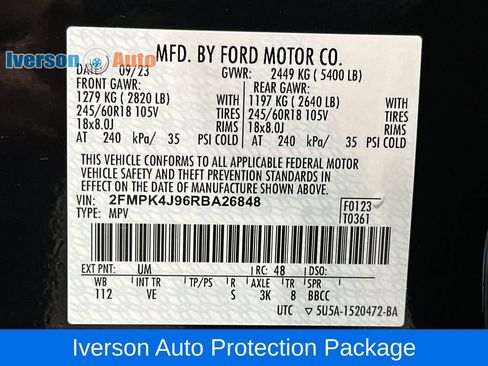 Iverson Auto
MFD. BY FORD MOTOR CO.
DATE: 09/23 GVWR: 2449 KG ( 5400 LB)
FRONT GAWR: REAR GAWR:
1279 KG ( 2820 LB) WITH TIRES 1197 KG ( 2640 LB) WITH TIRES
245/60R18 105V RIMS 245/60R18 105V RIMS
18x8.0J 18x8.0J
AT 240 kPa/ 35 PSI COLD AT 240 kPa/ 35 PSI COLD
THIS VEHICLE CONFORMS TO ALL APPLICABLE FEDERAL MOTOR
VEHICLE SAFETY AND THEFT PREVENTION STANDARDS IN
EFFECT ON THE DATE OF MANUFACTURE SHOWN ABOVE.
VIN: 2FMPK4J96RBA26848 F0123
TYPE: MPV T0361
EXT PNT: UM RC: 48 DSO:
WB INT TR TP/PS R AXLE TR SPR
112 VE S 3K 8 BBCC
UTC ▽5U5A-1520472-BA
Iverson Auto Protection Package